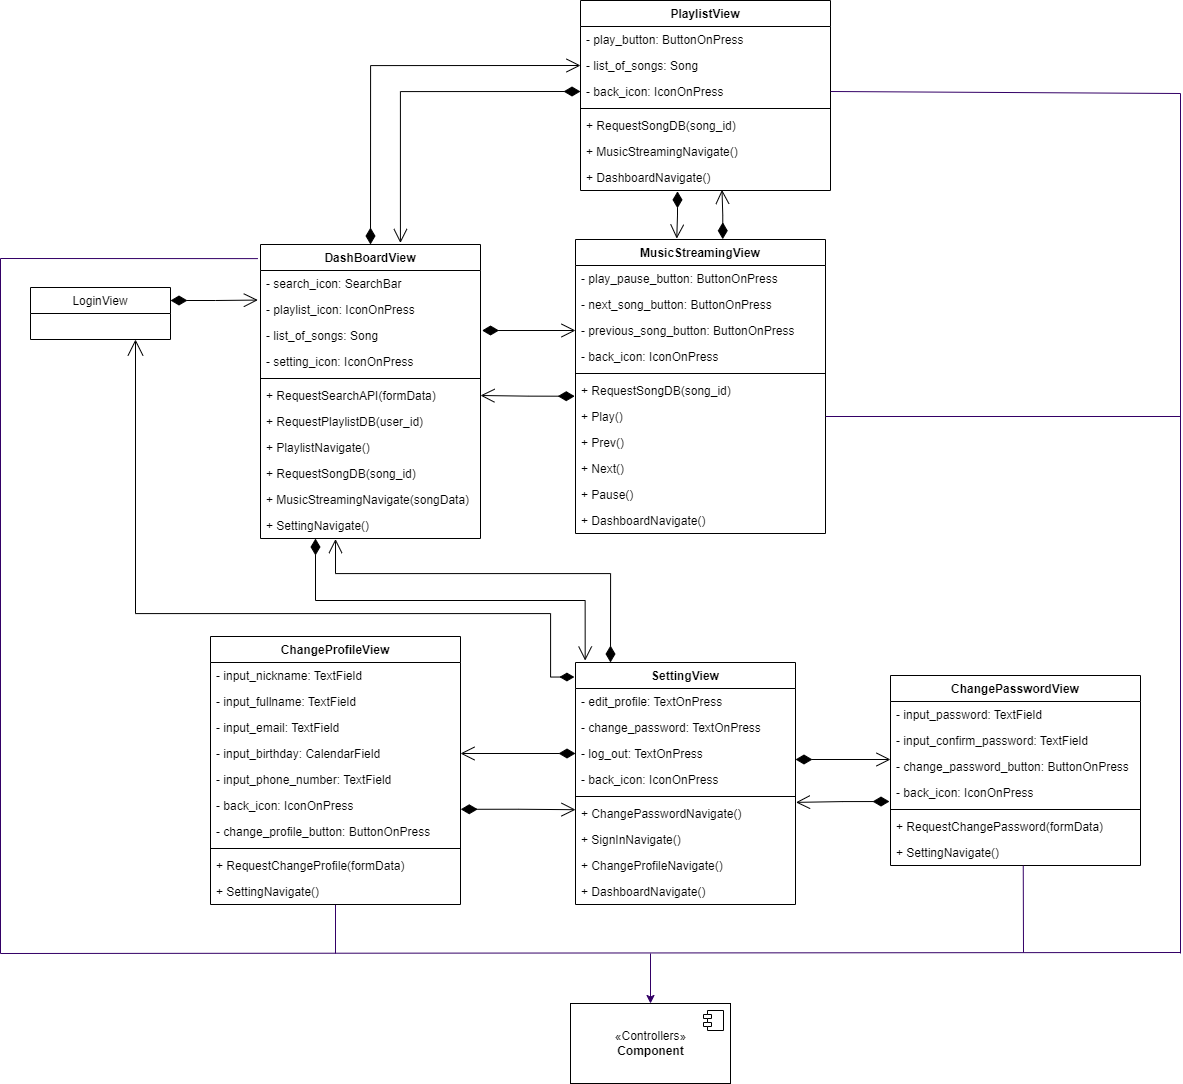 PlaylistView
- play_button: ButtonOnPress
- list_of_songs: Song
- back_icon: IconOnPress
+ RequestSongDB(song_id)
+ MusicStreamingNavigate()
+ DashboardNavigate()
DashBoardView
- search_icon: SearchBar
- playlist_icon: IconOnPress
- list_of_songs: Song
- setting_icon: IconOnPress
+ RequestSearchAPI(formData)
+ RequestPlaylistDB(user_id)
+ PlaylistNavigate()
+ RequestSongDB(song_id)
+ MusicStreamingNavigate(songData)
+ SettingNavigate()
MusicStreamingView
- play_pause_button: ButtonOnPress
- next_song_button: ButtonOnPress
- previous_song_button: ButtonOnPress
- back_icon: IconOnPress
+ RequestSongDB(song_id)
+ Play()
+ Prev()
+ Next()
+ Pause()
+ DashboardNavigate()
LoginView
ChangeProfileView
- input_nickname: TextField
- input_fullname: TextField
- input_email: TextField
- input_birthday: CalendarField
- input_phone_number: TextField
- back_icon: IconOnPress
- change_profile_button: ButtonOnPress
+ RequestChangeProfile(formData)
+ SettingNavigate()
SettingView
- edit_profile: TextOnPress
- change_password: TextOnPress
- log_out: TextOnPress
- back_icon: IconOnPress
+ ChangePasswordNavigate()
+ SignInNavigate()
+ ChangeProfileNavigate()
+ DashboardNavigate()
ChangePasswordView
- input_password: TextField
- input_confirm_password: TextField
- change_password_button: ButtonOnPress
- back_icon: IconOnPress
+ RequestChangePassword(formData)
+ SettingNavigate()
«Controllers»
Component